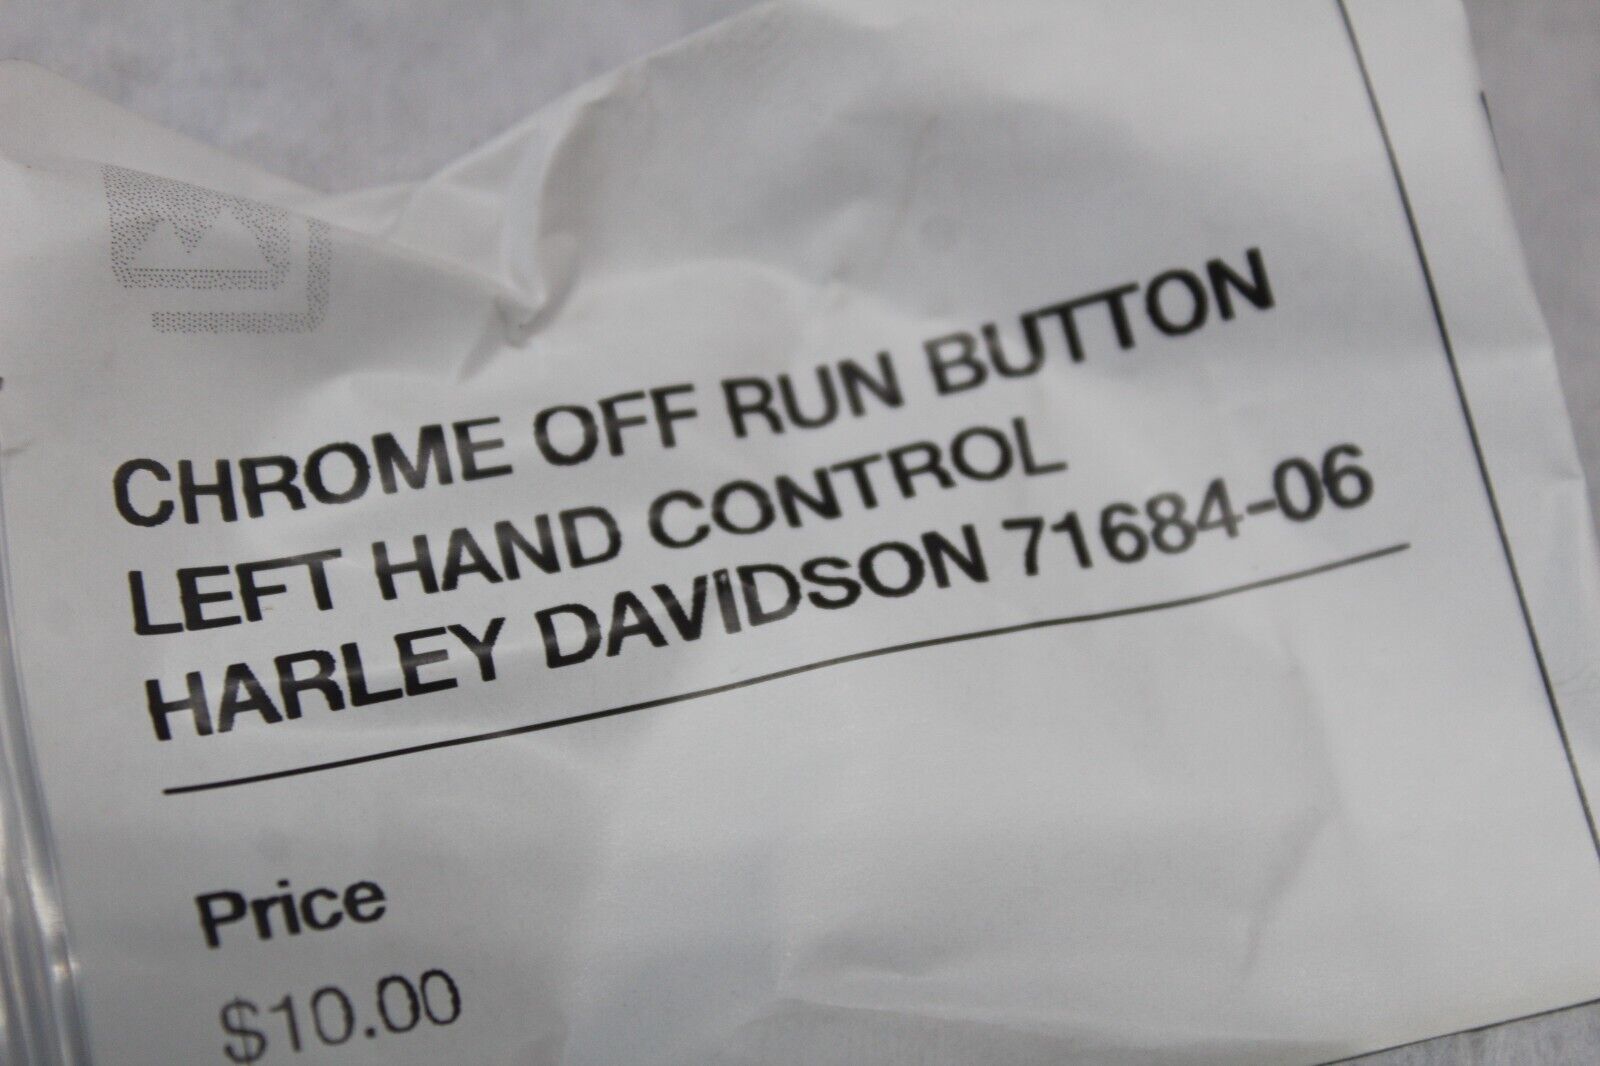 CHROME OFF RUN BUTTON
LEFT HAND CONTROL
HARLEY DAVIDSON 71684-06
Price
$10.00